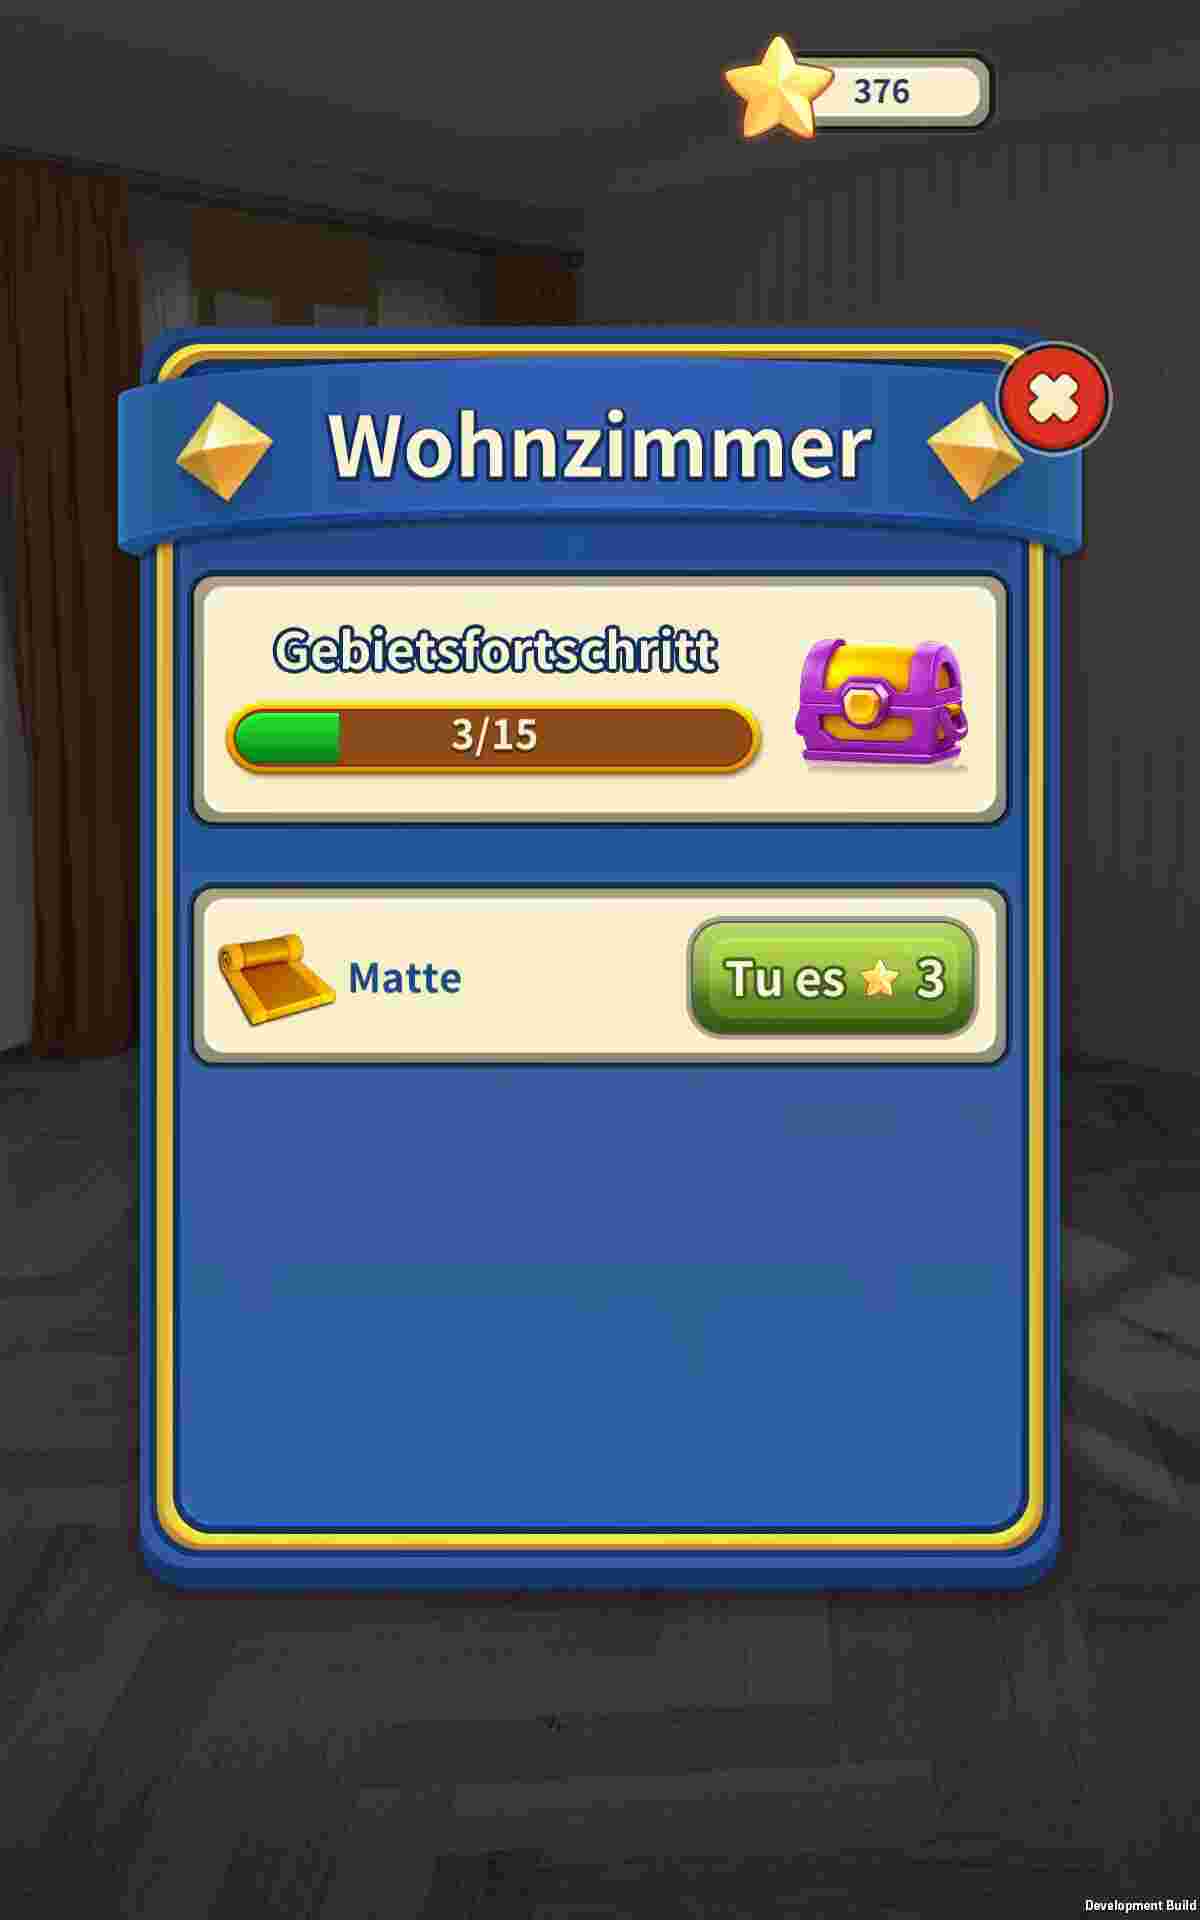 376
Wohnzimmer
Gebietsfortschritt
3/15
Matte
Tu es 3
Development Build